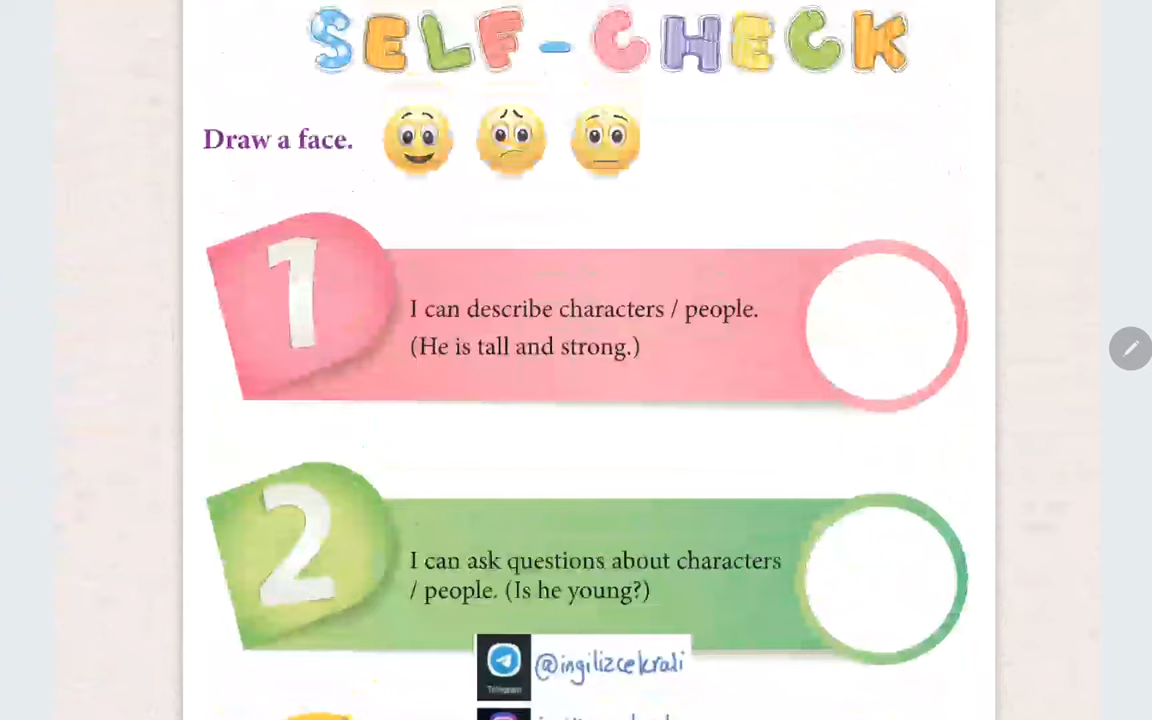 SELF-CHECK
Draw a face.
1
I can describe characters / people.
(He is tall and strong.)
2
I can ask questions about characters
/ people. (Is he young?)
@ingilizcekrali
Telegram